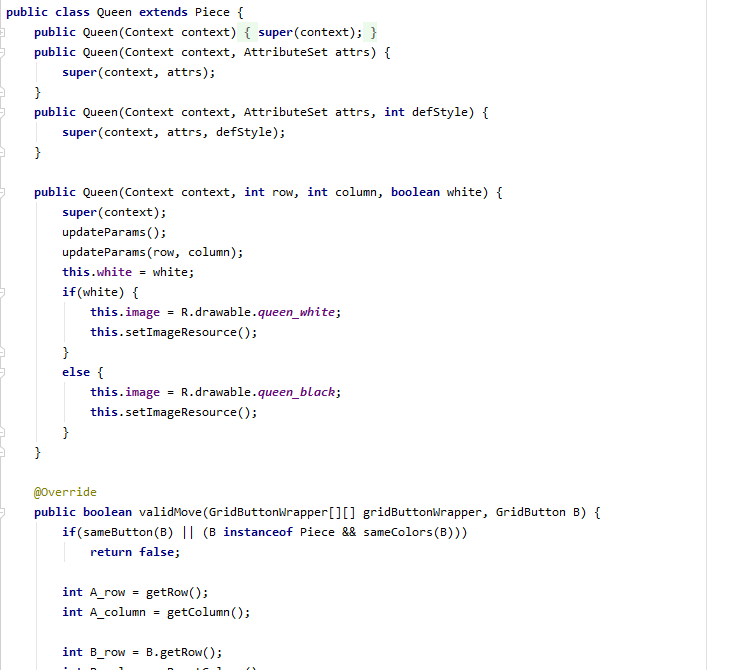 public class Queen extends Piece {
public Queen(Context context) { super(context); }
public Queen(Context context, AttributeSet attrs) {
super(context, attrs);
}
public Queen(Context context, AttributeSet attrs, int defStyle) {
super(context, attrs, defStyle);
}
public Queen(Context context, int row, int column, boolean white) {
super(context);
updateParams();
updateParams(row, column);
this.white = white;
if(white) {
this.image = R.drawable.queen_white;
this.setImageResource();
}
else {
this.image = R.drawable.queen_black;
this.setImageResource();
}
}
@Override
public boolean validMove(GridButtonWrapper[][] gridButtonWrapper, GridButton B) {
if(sameButton(B) || (B instanceof Piece && sameColors(B)))
return false;
int A_row = getRow();
int A_column = getColumn();
int B_row = B.getRow();